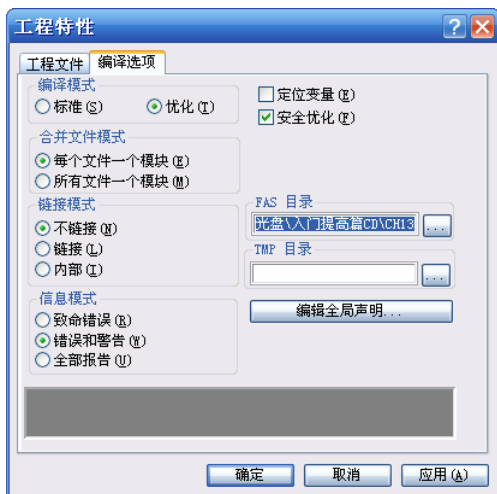 工程特性
工程文件 编译选项
编译模式
标准(S) 优化(T)
定位变量(E)
安全优化(F)
合并文件模式
每个文件一个模块(E)
所有文件一个模块(M)
链接模式
不链接(N)
链接(L)
内部(I)
FAS 目录
光盘\入门提高篇CD\CH13 ...
TMP 目录
...
信息模式
致命错误(R)
错误和警告(W)
全部报告(U)
编辑全局声明...
确定 取消 应用(A)